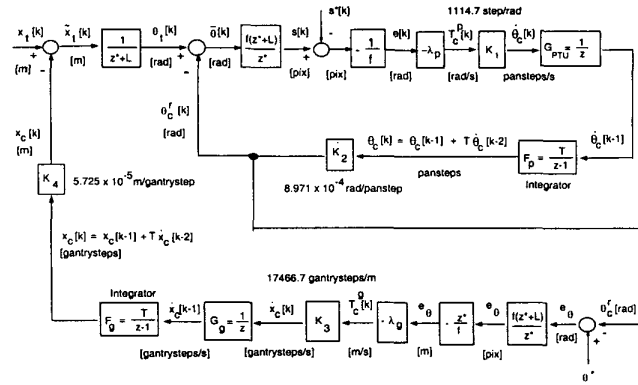 s*[k]
1114.7 step/rad
x_t[k] + x̃_t[k] 1/(z*+L) θ_t[k] + θ̃[k] f(z*+L)/z* s[k] + - 1/f e[k] -λ_p T_c^p[k] K_1 θ̇_c[k] G_PTU = 1/z
[m] - [m] [rad] - [rad] [pix] [pix] [rad] [rad/s] pansteps/s
θ_c^r[k]
[rad]
x_c[k]
[m]
K_2 θ_c[k] = θ_c[k-1] + T θ̇_c[k-2] F_p = T/(z-1) θ̇_c[k-1]
pansteps
Integrator
K_4
5.725 x 10^-5 m/gantrystep
8.971 x 10^-4 rad/panstep
x_c[k] = x_c[k-1] + T ẋ_c[k-2]
[gantrysteps]
17466.7 gantrysteps/m
Integrator
F_g = T/(z-1) ẋ_c[k-1] G_g = 1/z ẋ_c[k] K_3 T_c^g[k] -λ_g e_θ - z*/f e_θ f(z*+L)/z* e_θ θ_c^r[k]
[gantrysteps/s] [gantrysteps/s] [m/s] [m] [pix] [rad] + - [rad]
θ*